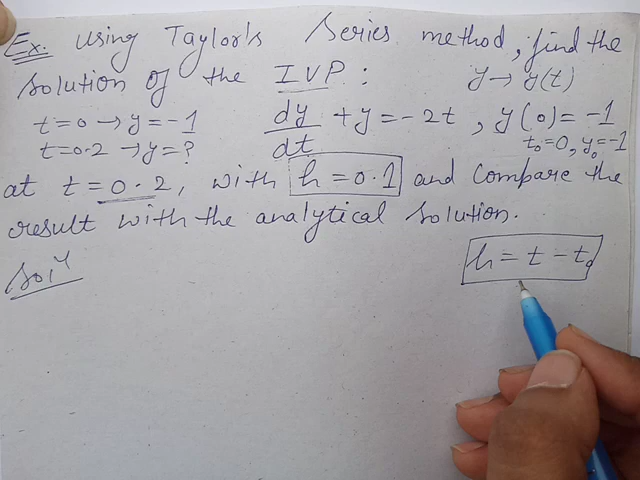 Ex. Using Taylor's Series method, find the
solution of the IVP: y → y(t)
t=0 → y=-1 dy/dt + y = -2t, y(0) = -1
t=0.2 → y=? t₀=0, y₀=-1
at t=0.2, with h=0.1 and compare the
result with the analytical solution.
Solⁿ h = t - t₀